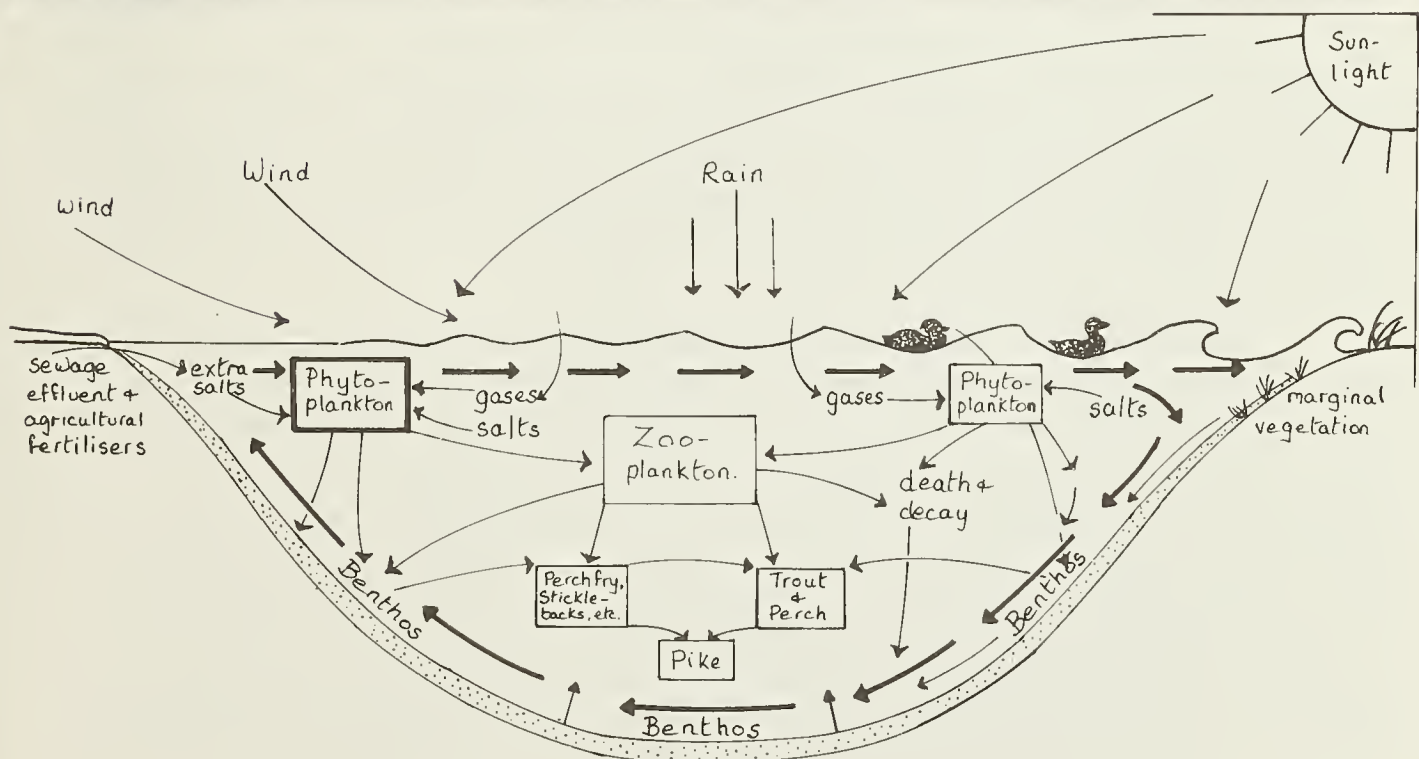 Sun-
light
Wind
wind
Rain
sewage
effluent &
agricultural
fertilisers
extra
salts
Phyto-
plankton
gases
salts
Zoo-
plankton.
gases
Phyto-
plankton
salts
marginal
vegetation
death &
decay
Benthos
Perchfry,
Stickle-
backs, etc.
Trout
&
Perch
Pike
Benthos
Benthos